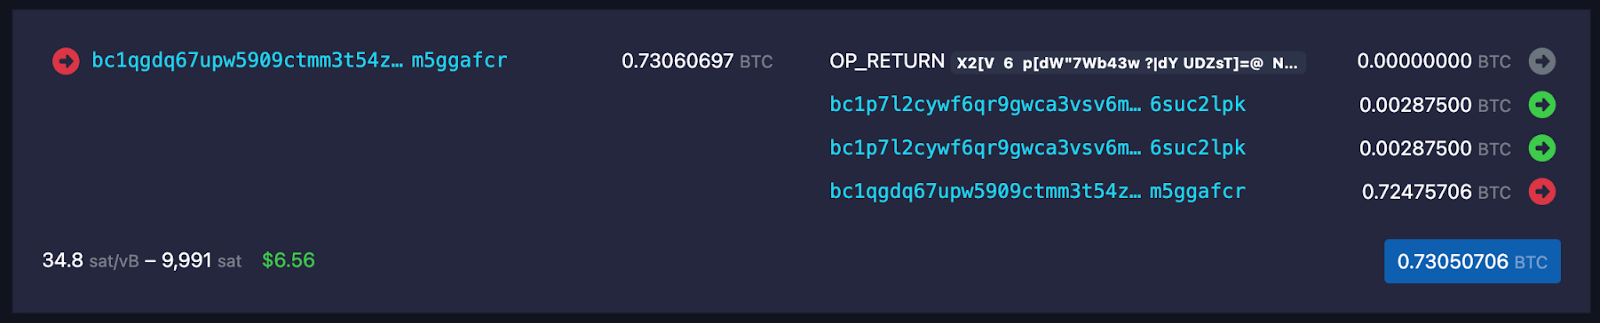 bc1qgdq67upw5909ctmm3t54z… m5ggafcr 0.73060697 BTC OP_RETURN X2[V 6 p[dW"7Wb43w ?|dY UDZsT]=@ N... 0.00000000 BTC
bc1p7l2cywf6qr9gwca3vsv6m… 6suc2lpk 0.00287500 BTC
bc1p7l2cywf6qr9gwca3vsv6m… 6suc2lpk 0.00287500 BTC
bc1qgdq67upw5909ctmm3t54z… m5ggafcr 0.72475706 BTC
34.8 sat/vB – 9,991 sat $6.56 0.73050706 BTC